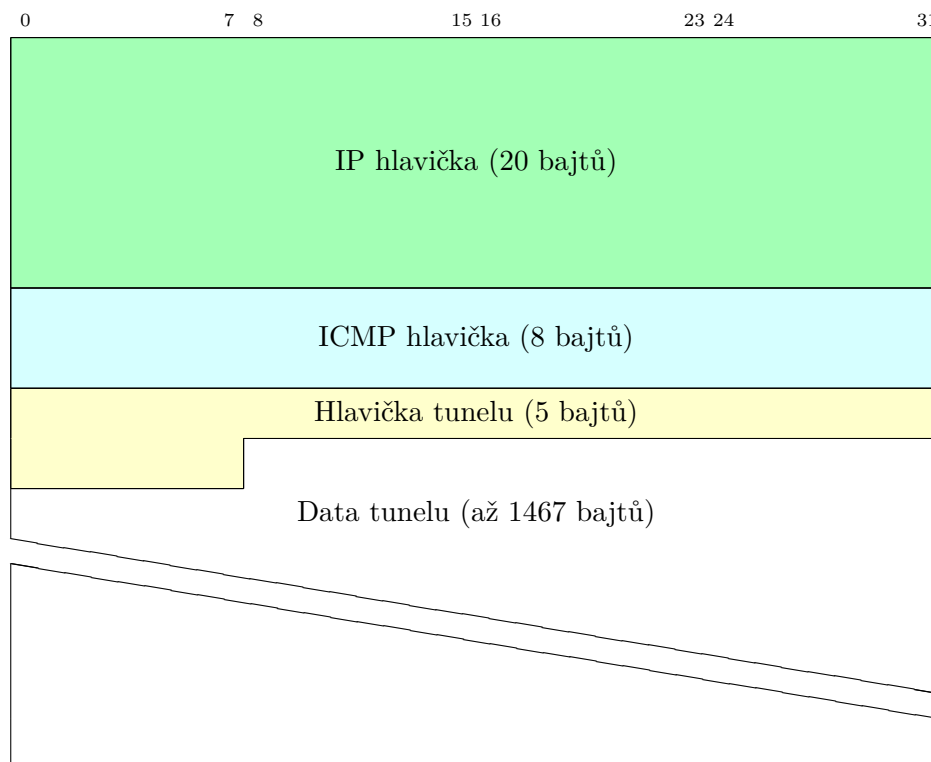 0 7 8 15 16 23 24 31
IP hlavička (20 bajtů)
ICMP hlavička (8 bajtů)
Hlavička tunelu (5 bajtů)
Data tunelu (až 1467 bajtů)